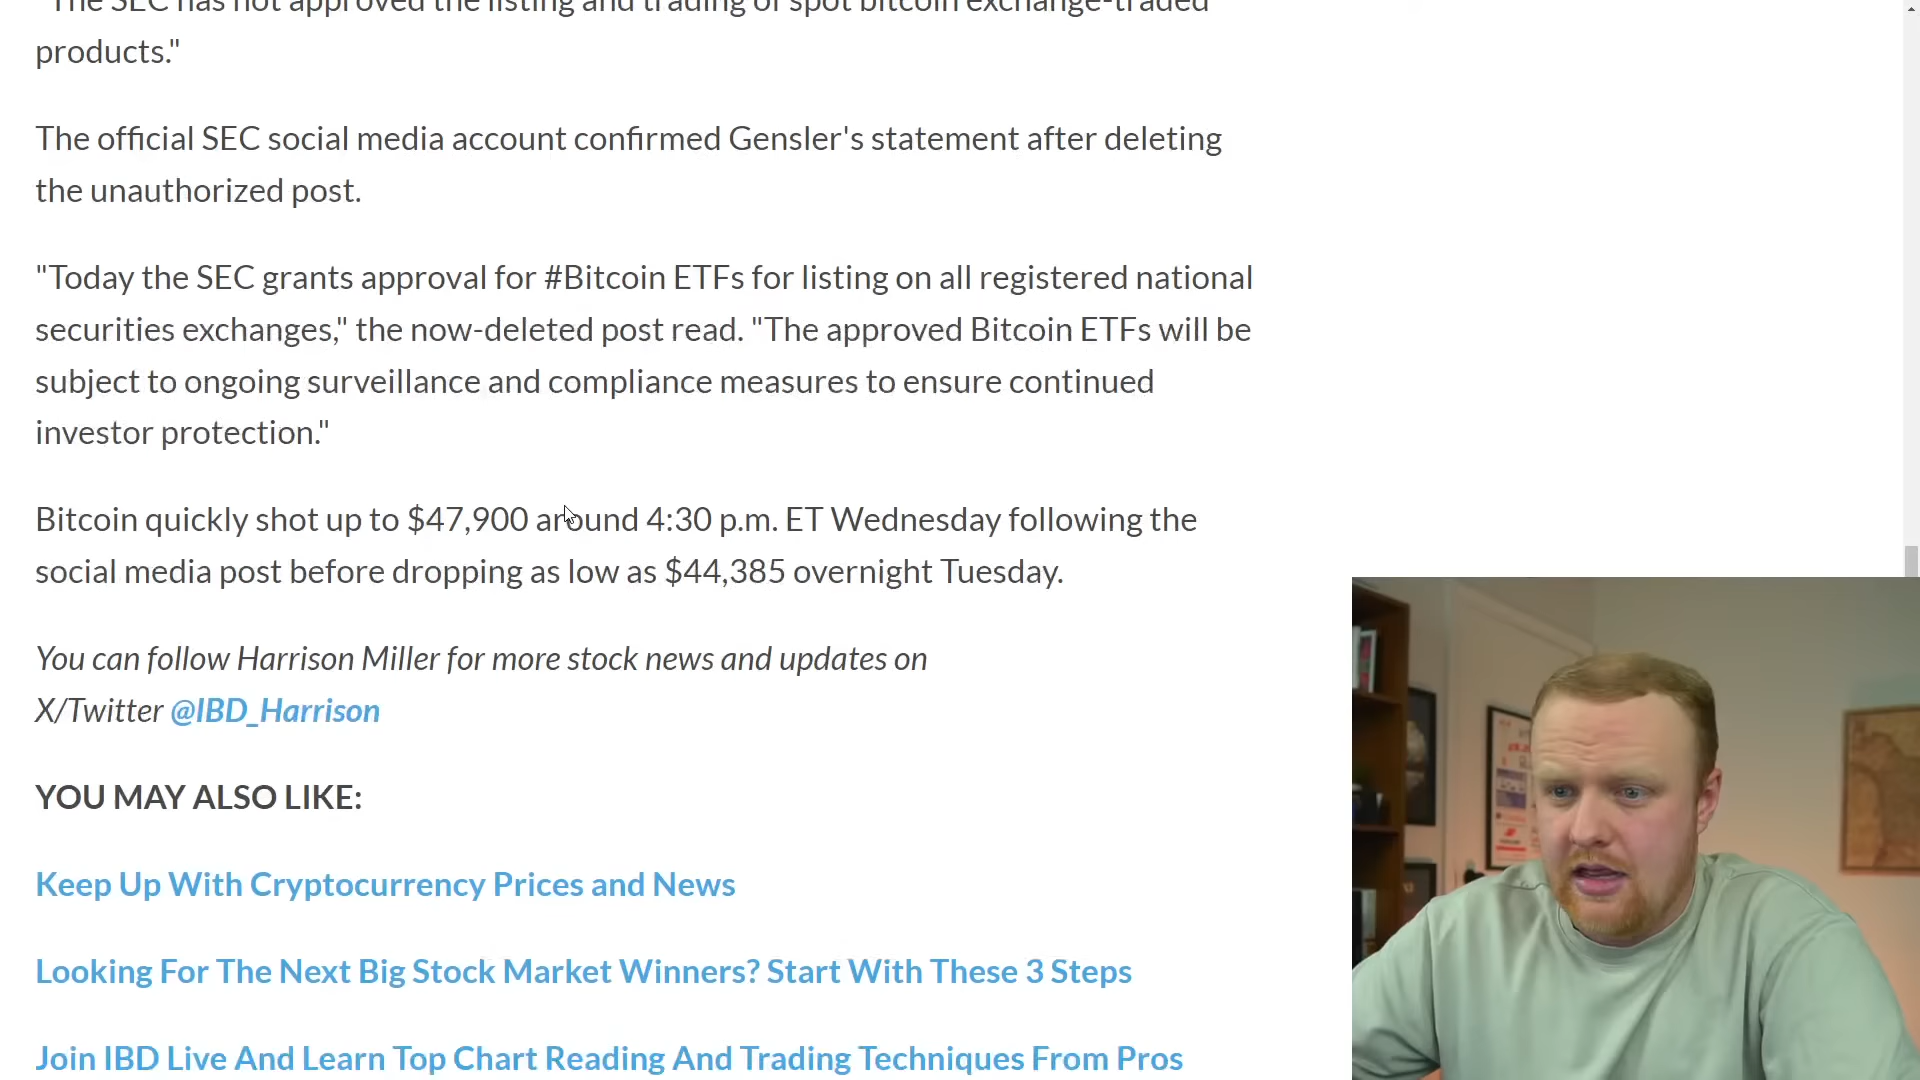 "The SEC has not approved the listing and trading of spot bitcoin exchange-traded
products."
The official SEC social media account confirmed Gensler's statement after deleting
the unauthorized post.
"Today the SEC grants approval for #Bitcoin ETFs for listing on all registered national
securities exchanges," the now-deleted post read. "The approved Bitcoin ETFs will be
subject to ongoing surveillance and compliance measures to ensure continued
investor protection."
Bitcoin quickly shot up to $47,900 around 4:30 p.m. ET Wednesday following the
social media post before dropping as low as $44,385 overnight Tuesday.
You can follow Harrison Miller for more stock news and updates on
X/Twitter @IBD_Harrison
YOU MAY ALSO LIKE:
Keep Up With Cryptocurrency Prices and News
Looking For The Next Big Stock Market Winners? Start With These 3 Steps
Join IBD Live And Learn Top Chart Reading And Trading Techniques From Pros